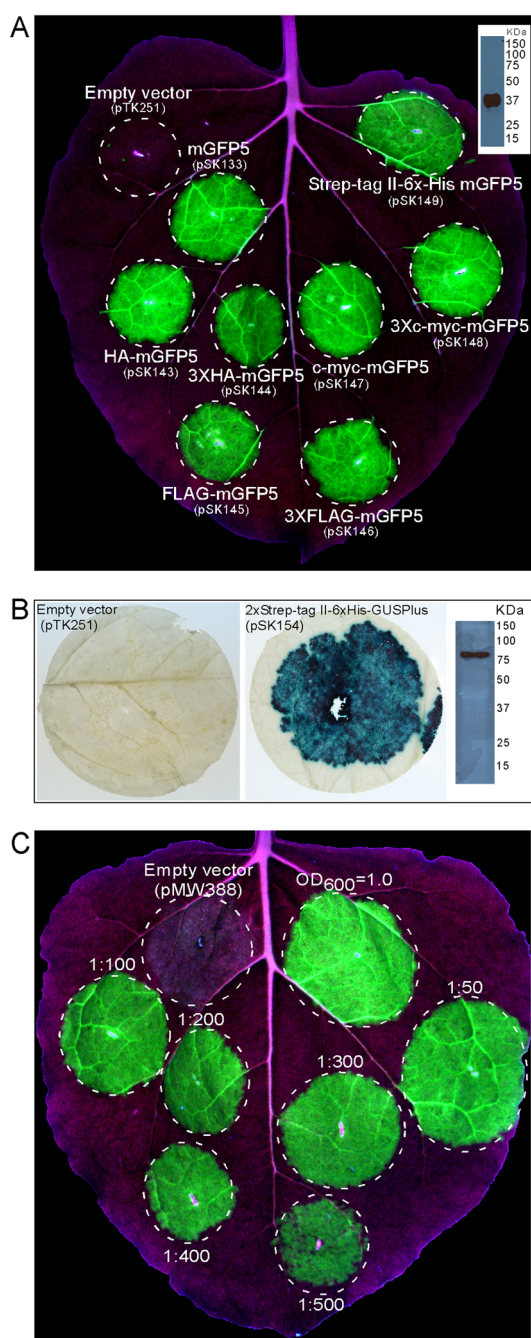 A
KDa
150
100
75
50
37
25
15
Empty vector
(pTK251)
mGFP5
(pSK133)
Strep-tag II-6x-His mGFP5
(pSK149)
HA-mGFP5
(pSK143)
3XHA-mGFP5
(pSK144)
c-myc-mGFP5
(pSK147)
3Xc-myc-mGFP5
(pSK148)
FLAG-mGFP5
(pSK145)
3XFLAG-mGFP5
(pSK146)
B
Empty vector
(pTK251)
2xStrep-tag II-6xHis-GUSPlus
(pSK154)
KDa
150
100
75
50
37
25
15
C
Empty vector
(pMW388)
OD600=1.0
1:100
1:200
1:50
1:300
1:400
1:500